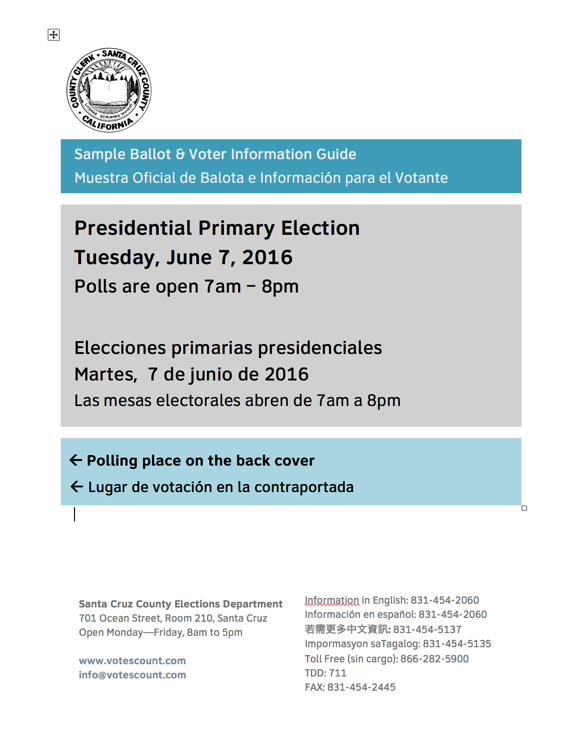 COUNTY CLERK • SANTA CRUZ COUNTY
• CALIFORNIA •
Sample Ballot & Voter Information Guide
Muestra Oficial de Balota e Información para el Votante
Presidential Primary Election
Tuesday, June 7, 2016
Polls are open 7am – 8pm
Elecciones primarias presidenciales
Martes,  7 de junio de 2016
Las mesas electorales abren de 7am a 8pm
← Polling place on the back cover
← Lugar de votación en la contraportada
Santa Cruz County Elections Department
701 Ocean Street, Room 210, Santa Cruz
Open Monday—Friday, 8am to 5pm
www.votescount.com
info@votescount.com
Information in English: 831-454-2060
Información en español: 831-454-2060
若需更多中文資訊: 831-454-5137
Impormasyon saTagalog: 831-454-5135
Toll Free (sin cargo): 866-282-5900
TDD: 711
FAX: 831-454-2445